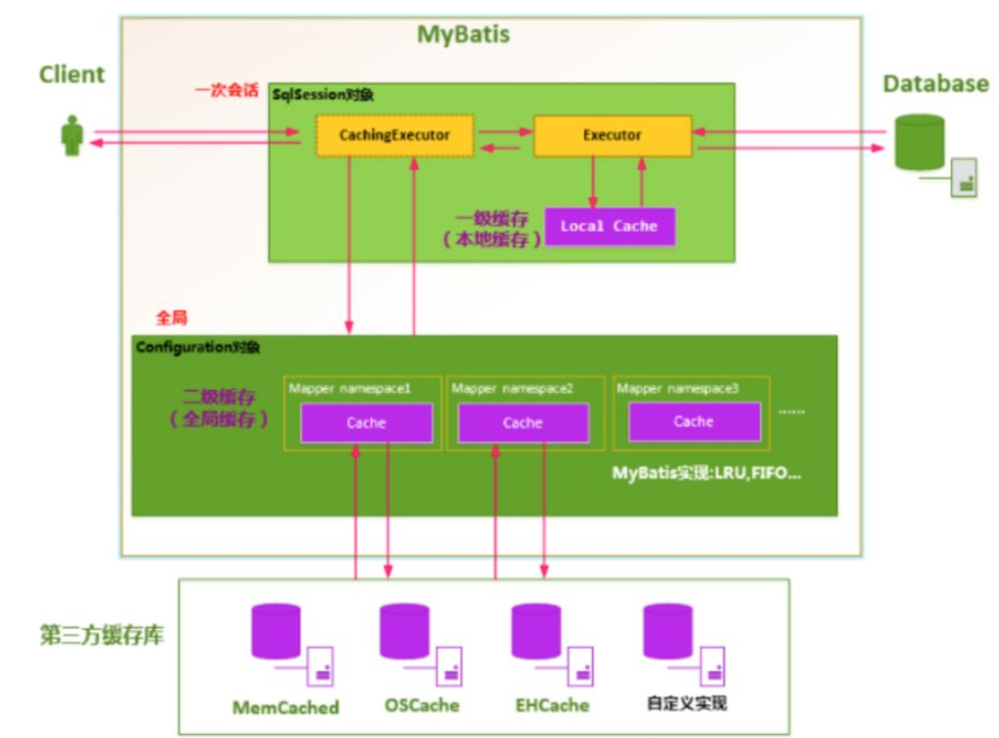 MyBatis
Client
Database
一次会话
SqlSession对象
CachingExecutor
Executor
一级缓存
（本地缓存）
Local Cache
全局
Configuration对象
二级缓存
（全局缓存）
Mapper namespace1
Cache
Mapper namespace2
Cache
Mapper namespace3
Cache
......
MyBatis实现:LRU,FIFO...
第三方缓存库
MemCached
OSCache
EHCache
自定义实现